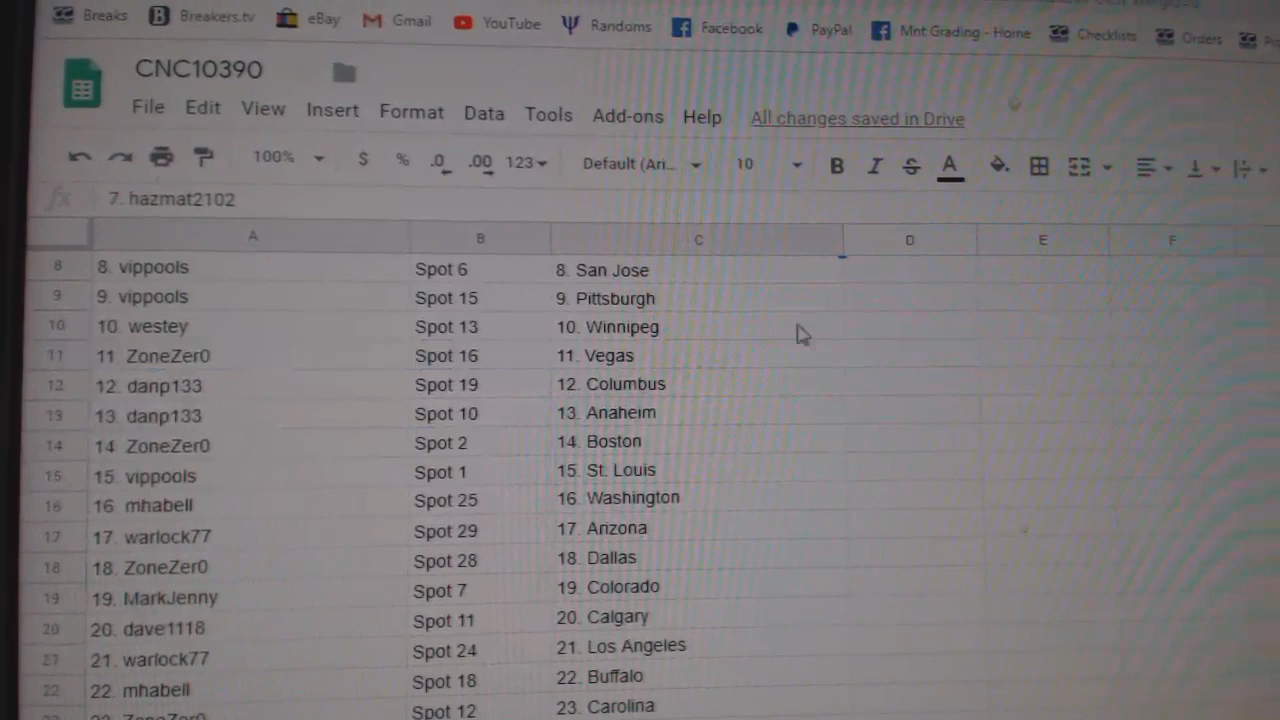 Breaks Breakers.tv eBay Gmail YouTube Randoms Facebook PayPal Mnt Grading - Home Checklists Orders
CNC10390
File Edit View Insert Format Data Tools Add-ons Help All changes saved in Drive
100% $ % .0 .00 123 Default (Ari... 10 B I S A
fx 7. hazmat2102
A B C D E F
8 8. vippools Spot 6 8. San Jose
9 9. vippools Spot 15 9. Pittsburgh
10 10. westey Spot 13 10. Winnipeg
11 11. ZoneZer0 Spot 16 11. Vegas
12 12. danp133 Spot 19 12. Columbus
13 13. danp133 Spot 10 13. Anaheim
14 14. ZoneZer0 Spot 2 14. Boston
15 15. vippools Spot 1 15. St. Louis
16 16. mhabell Spot 25 16. Washington
17 17. warlock77 Spot 29 17. Arizona
18 18. ZoneZer0 Spot 28 18. Dallas
19 19. MarkJenny Spot 7 19. Colorado
20 20. dave1118 Spot 11 20. Calgary
21 21. warlock77 Spot 24 21. Los Angeles
22 22. mhabell Spot 18 22. Buffalo
23. ZoneZer0 Spot 12 23. Carolina